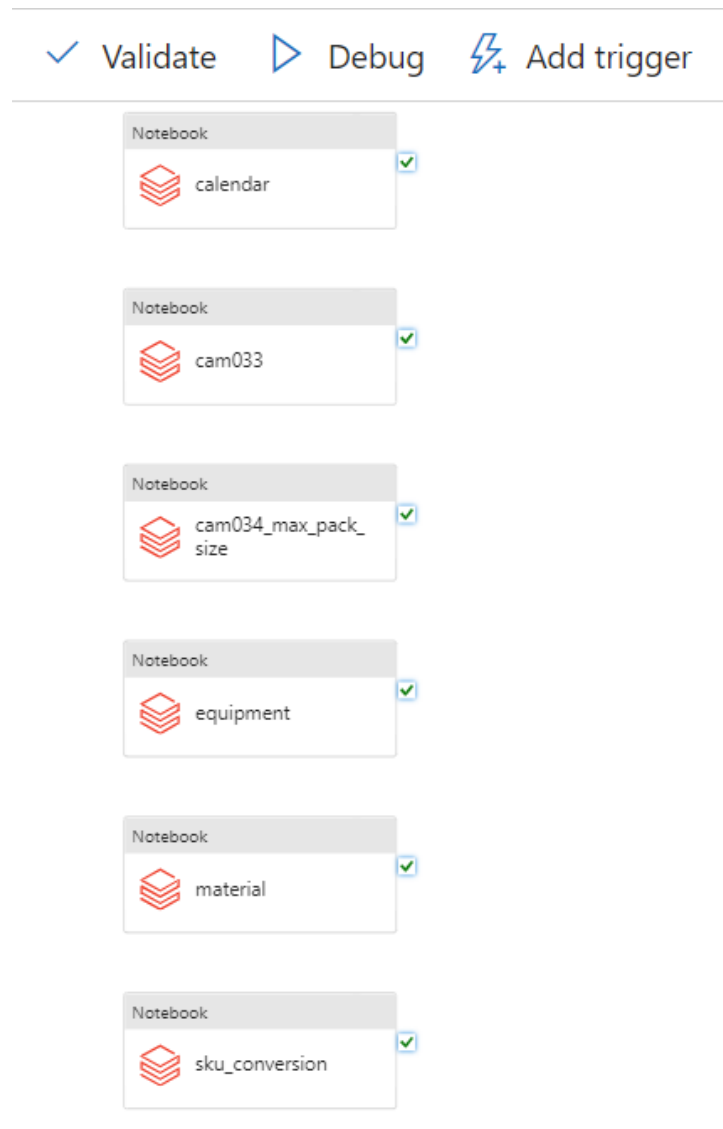 Validate Debug Add trigger
Notebook
calendar
Notebook
cam033
Notebook
cam034_max_pack_
size
Notebook
equipment
Notebook
material
Notebook
sku_conversion